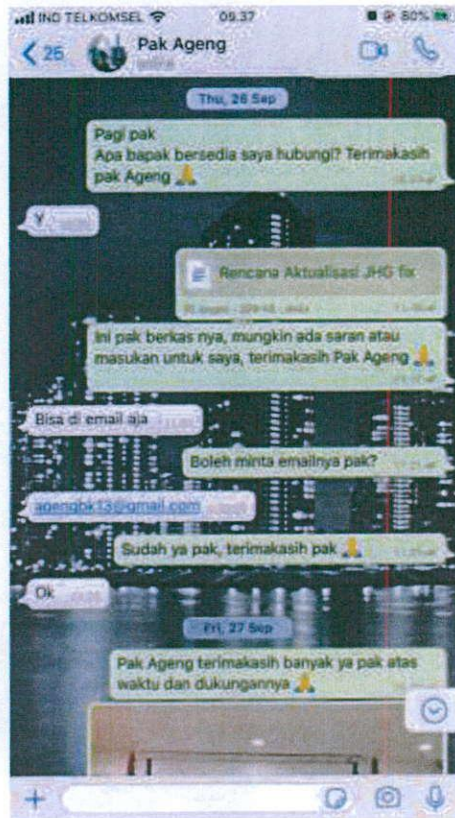 IND TELKOMSEL 09.37 80%
25 Pak Ageng
Thu, 26 Sep
Pagi pak
Apa bapak bersedia saya hubungi? Terimakasih
pak Ageng 🙏
Y
Rencana Aktualisasi JHG fix
Ini pak berkas nya, mungkin ada saran atau
masukan untuk saya, terimakasih Pak Ageng 🙏
Bisa di email aja
Boleh minta emailnya pak?
agengbk13@gmail.com
Sudah ya pak, terimakasih pak 🙏
Ok
Fri, 27 Sep
Pak Ageng terimakasih banyak ya pak atas
waktu dan dukungannya 🙏